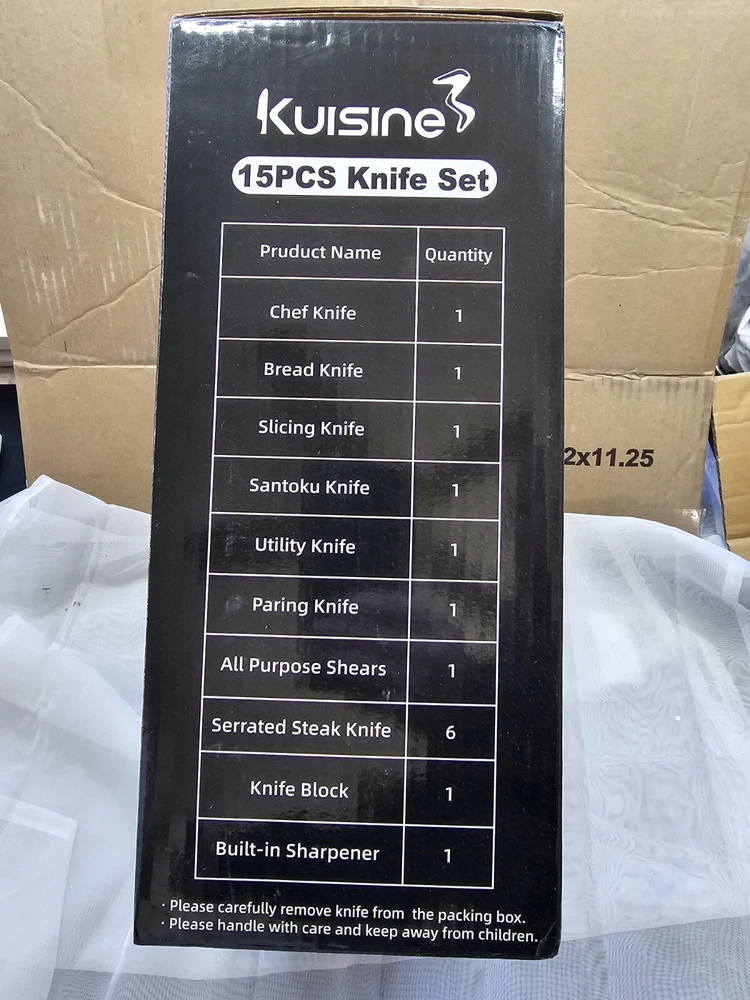 Kuisine
15PCS Knife Set
Pruduct Name Quantity
Chef Knife 1
Bread Knife 1
Slicing Knife 1
Santoku Knife 1
Utility Knife 1
Paring Knife 1
All Purpose Shears 1
Serrated Steak Knife 6
Knife Block 1
Built-in Sharpener 1
· Please carefully remove knife from the packing box.
· Please handle with care and keep away from children.
2x11.25